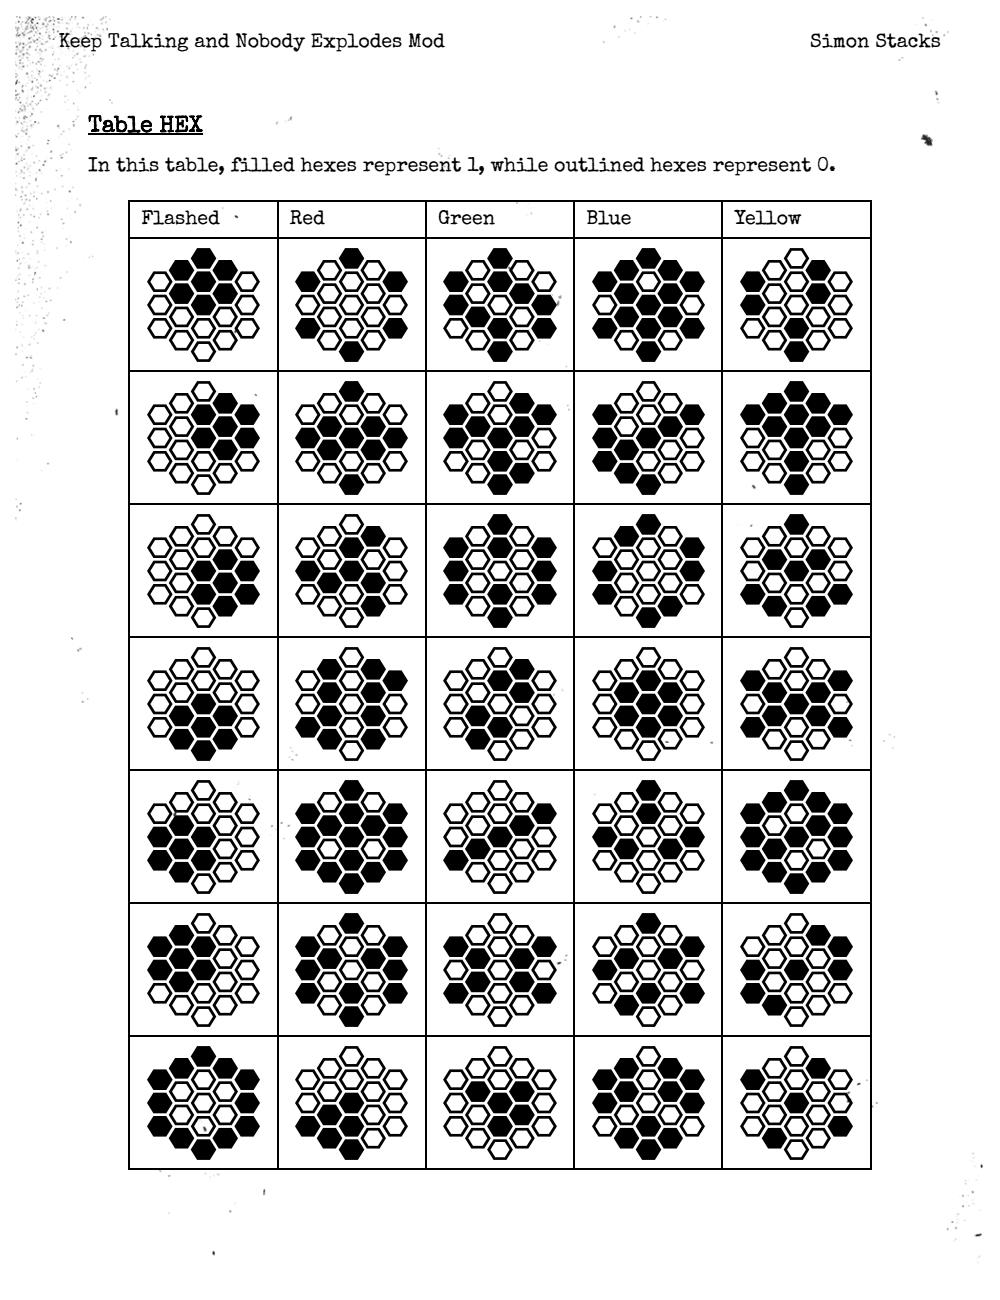 Keep Talking and Nobody Explodes Mod Simon Stacks
Table HEX
In this table, filled hexes represent 1, while outlined hexes represent 0.
Flashed Red Green Blue Yellow